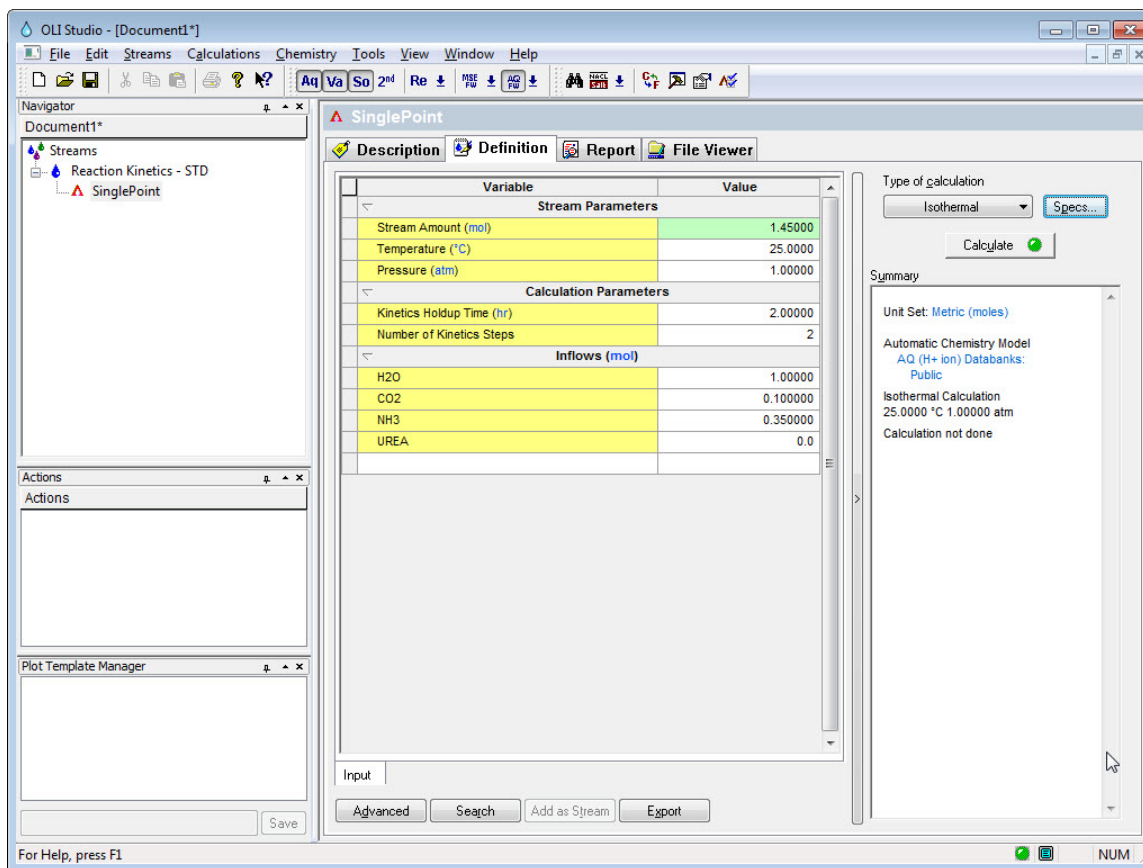 OLI Studio - [Document1*]
File Edit Streams Calculations Chemistry Tools View Window Help
Aq Va So 2nd Re MSE FW AQ FW NACL 5pm C F
Navigator
Document1*
Streams
Reaction Kinetics - STD
SinglePoint
Actions
Actions
Plot Template Manager
Save
SinglePoint
Description Definition Report File Viewer
Variable Value
Stream Parameters
Stream Amount (mol) 1.45000
Temperature (°C) 25.0000
Pressure (atm) 1.00000
Calculation Parameters
Kinetics Holdup Time (hr) 2.00000
Number of Kinetics Steps 2
Inflows (mol)
H2O 1.00000
CO2 0.100000
NH3 0.350000
UREA 0.0
Input
Advanced Search Add as Stream Export
Type of calculation
Isothermal Specs...
Calculate
Summary
Unit Set: Metric (moles)
Automatic Chemistry Model
AQ (H+ ion) Databanks:
Public
Isothermal Calculation
25.0000 °C 1.00000 atm
Calculation not done
For Help, press F1 NUM